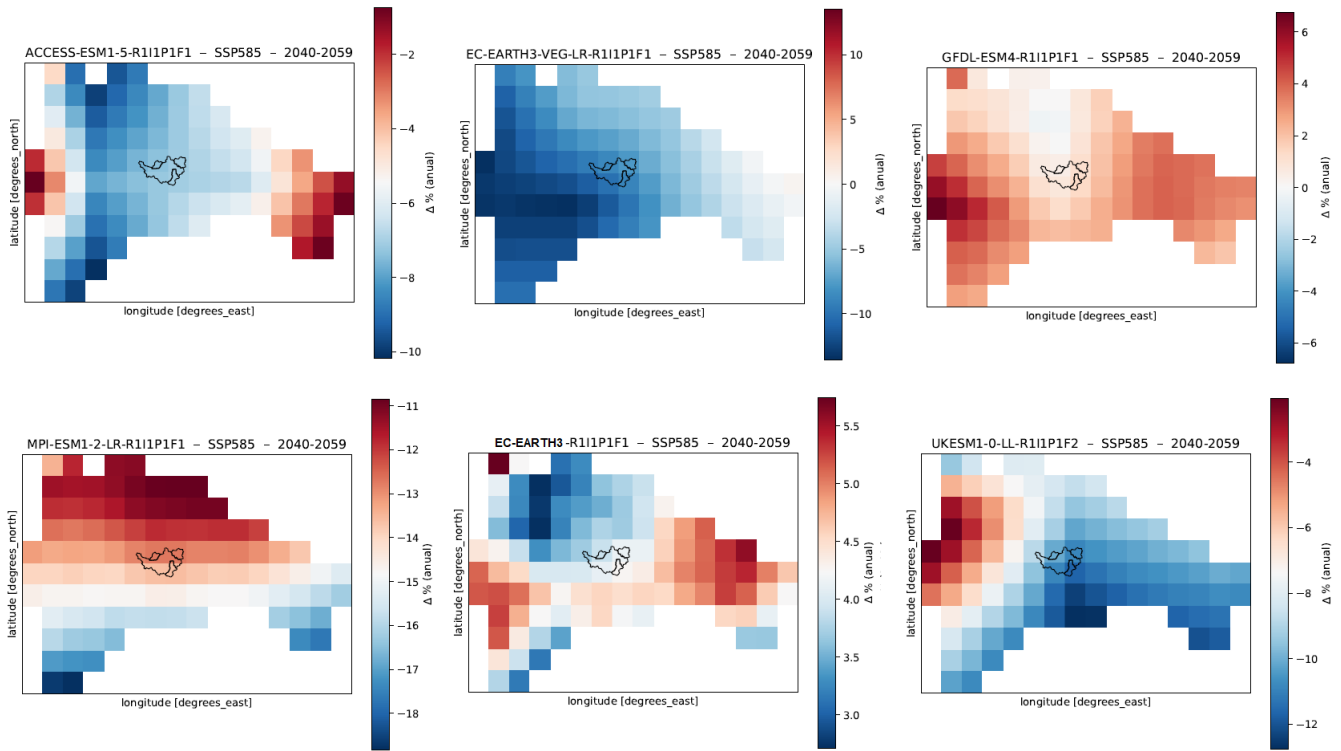 ACCESS-ESM1-5-R1I1P1F1 – SSP585 – 2040-2059
latitude [degrees_north]
longitude [degrees_east]
−2
−4
−6
−8
−10
Δ % (anual)
EC-EARTH3-VEG-LR-R1I1P1F1 – SSP585 – 2040-2059
latitude [degrees_north]
longitude [degrees_east]
10
5
0
−5
−10
Δ % (anual)
GFDL-ESM4-R1I1P1F1 – SSP585 – 2040-2059
latitude [degrees_north]
longitude [degrees_east]
6
4
2
0
−2
−4
−6
Δ % (anual)
MPI-ESM1-2-LR-R1I1P1F1 – SSP585 – 2040-2059
latitude [degrees_north]
longitude [degrees_east]
−11
−12
−13
−14
−15
−16
−17
−18
Δ % (anual)
EC-EARTH3-R1I1P1F1 – SSP585 – 2040-2059
latitude [degrees_north]
longitude [degrees_east]
5.5
5.0
4.5
4.0
3.5
3.0
Δ % (anual)
UKESM1-0-LL-R1I1P1F2 – SSP585 – 2040-2059
latitude [degrees_north]
longitude [degrees_east]
−4
−6
−8
−10
−12
Δ % (anual)